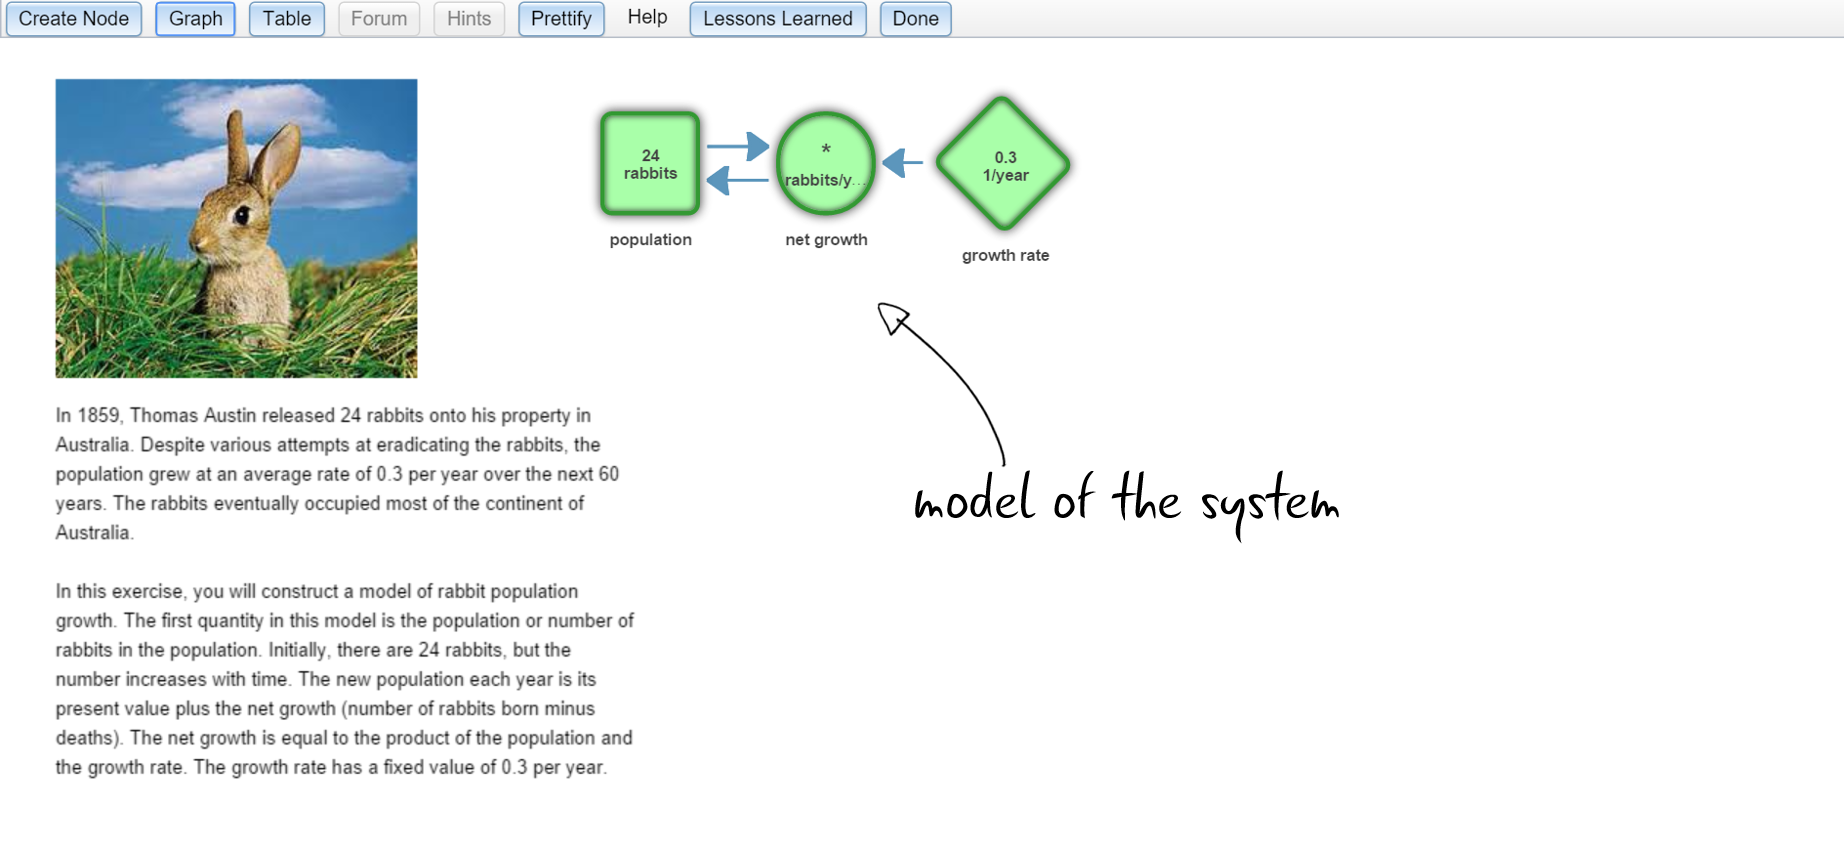 Create Node Graph Table Forum Hints Prettify Help Lessons Learned Done
24
rabbits
*
rabbits/y...
0.3
1/year
population
net growth
growth rate
model of the system
In 1859, Thomas Austin released 24 rabbits onto his property in
Australia. Despite various attempts at eradicating the rabbits, the
population grew at an average rate of 0.3 per year over the next 60
years. The rabbits eventually occupied most of the continent of
Australia.
In this exercise, you will construct a model of rabbit population
growth. The first quantity in this model is the population or number of
rabbits in the population. Initially, there are 24 rabbits, but the
number increases with time. The new population each year is its
present value plus the net growth (number of rabbits born minus
deaths). The net growth is equal to the product of the population and
the growth rate. The growth rate has a fixed value of 0.3 per year.